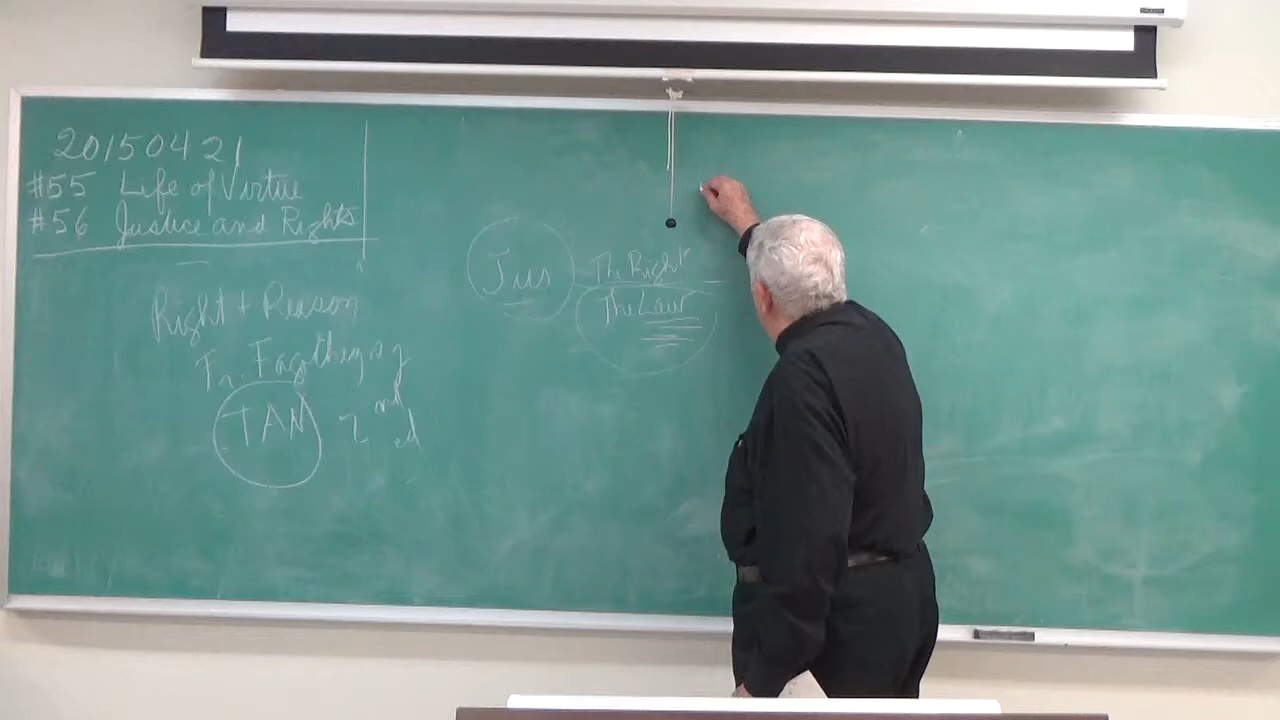 20150421
#55 Life of Virtue
#56 Justice and Rights
Right + Reason
Fr. Fagotheysgj
TAN 2nd ed
Jus
The Right
The Law